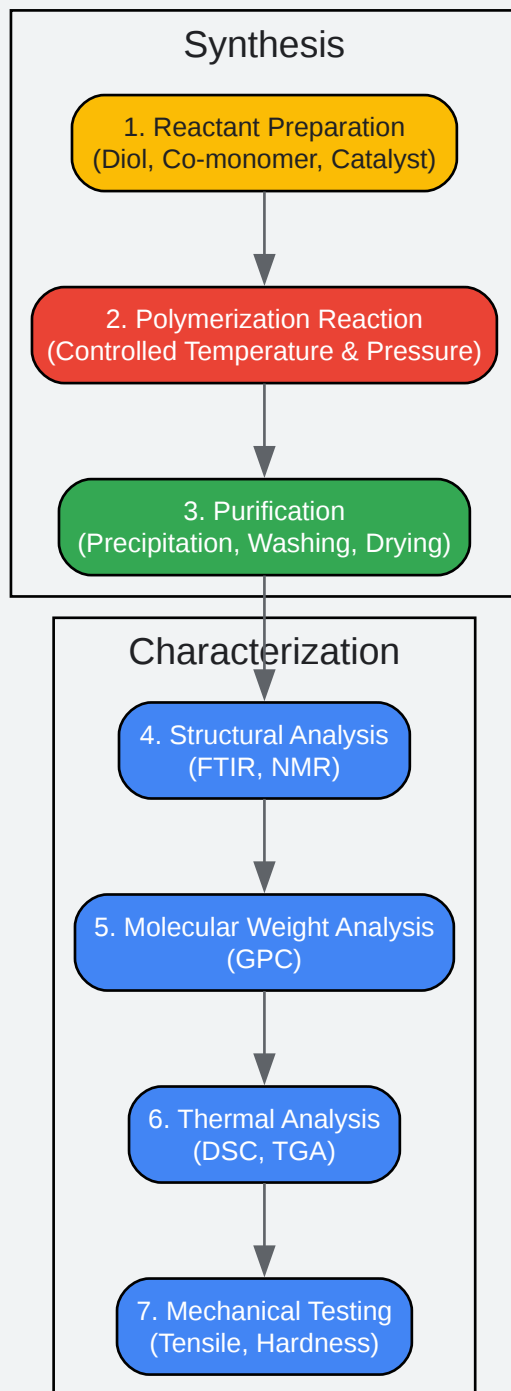 Synthesis
1. Reactant Preparation
(Diol, Co-monomer, Catalyst)
2. Polymerization Reaction
(Controlled Temperature & Pressure)
3. Purification
(Precipitation, Washing, Drying)
Characterization
4. Structural Analysis
(FTIR, NMR)
5. Molecular Weight Analysis
(GPC)
6. Thermal Analysis
(DSC, TGA)
7. Mechanical Testing
(Tensile, Hardness)